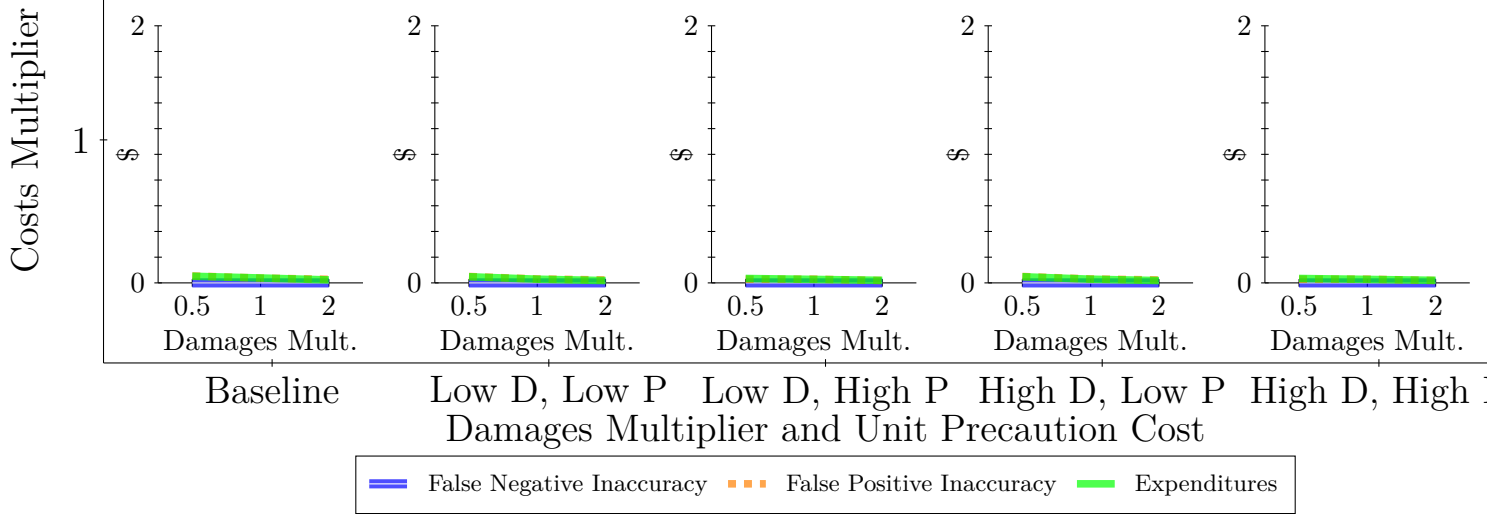 Costs Multiplier
1
2 2 2 2 2
$ $ $ $ $
0 0 0 0 0
0.5 1 2 0.5 1 2 0.5 1 2 0.5 1 2 0.5 1 2
Damages Mult. Damages Mult. Damages Mult. Damages Mult. Damages Mult.
Baseline Low D, Low P Low D, High P High D, Low P High D, High
Damages Multiplier and Unit Precaution Cost
False Negative Inaccuracy False Positive Inaccuracy Expenditures